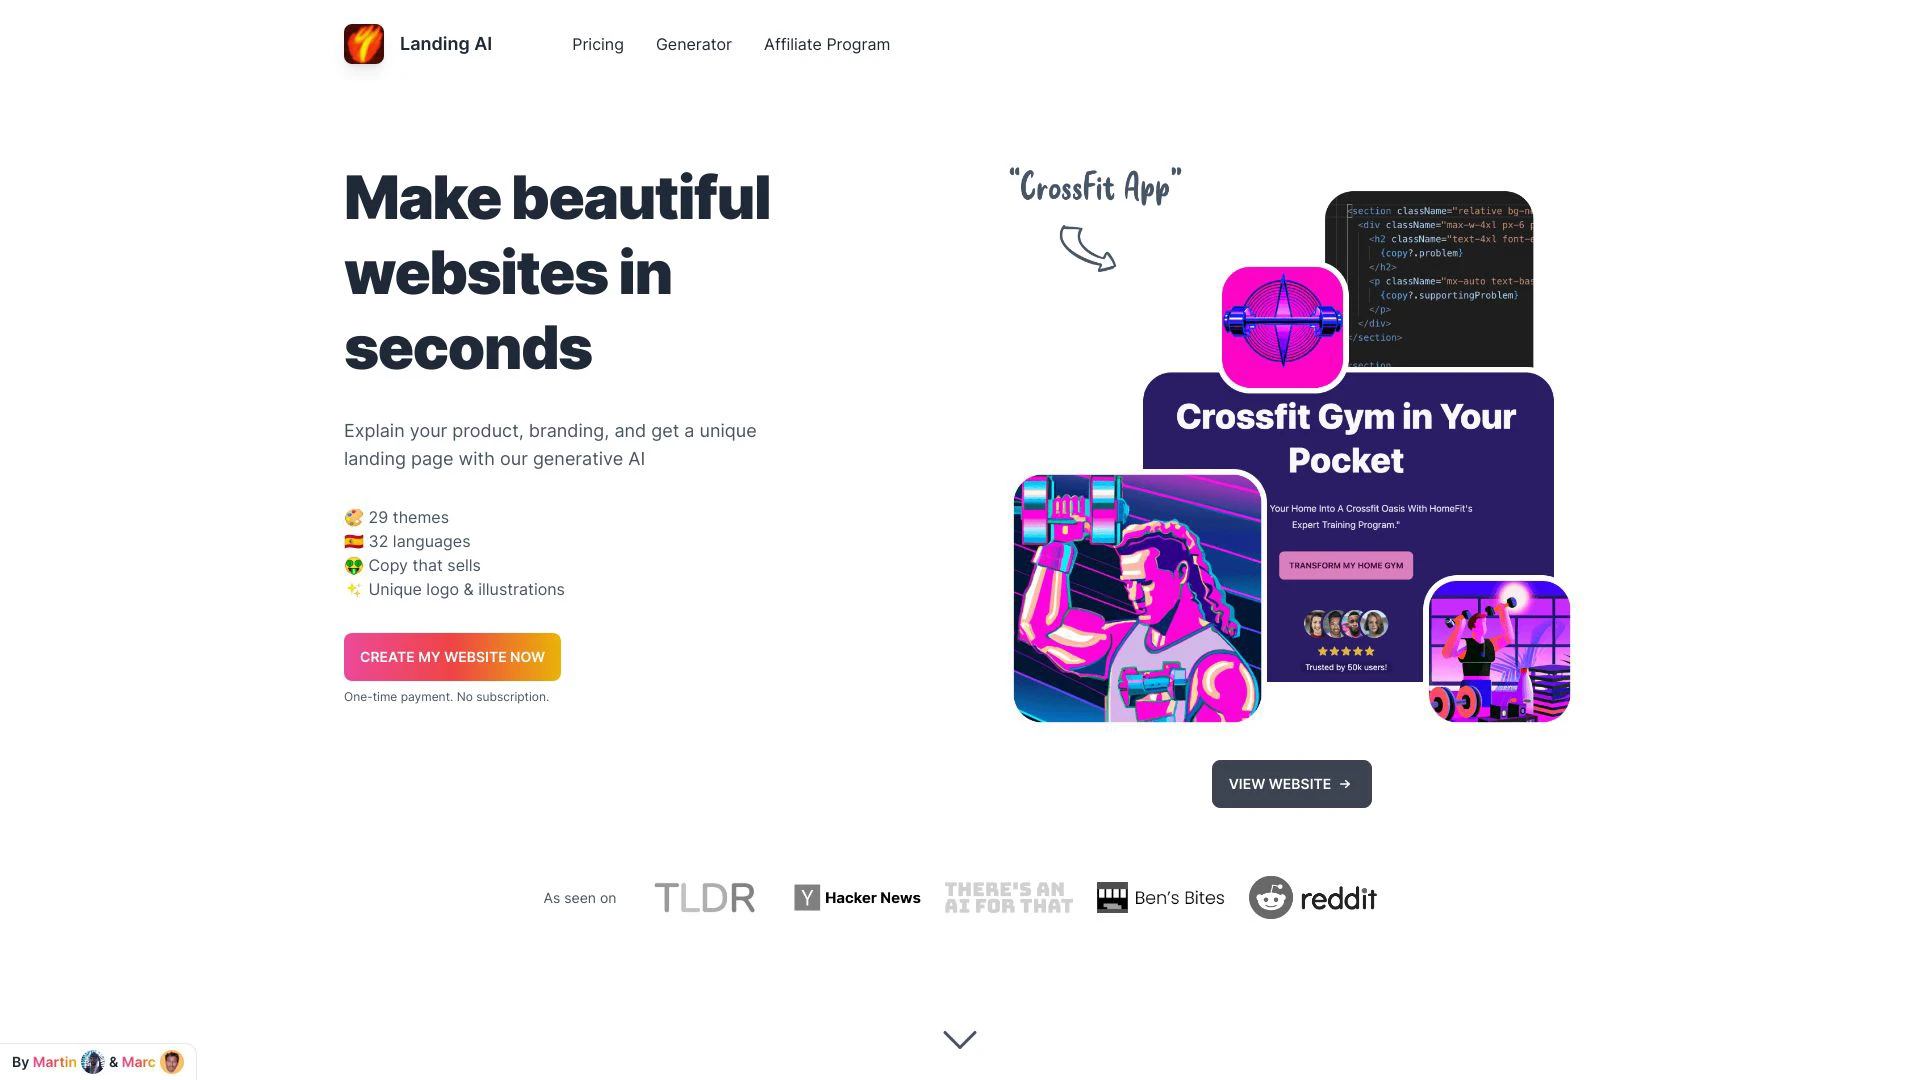 Landing AI
Pricing
Generator
Affiliate Program
Make beautiful
websites in
seconds
Explain your product, branding, and get a unique
landing page with our generative AI
29 themes
32 languages
Copy that sells
Unique logo & illustrations
CREATE MY WEBSITE NOW
One-time payment. No subscription.
"CrossFit App"
<section className="relative bg-ne
<div className="max-w-4xl px-6 p
<h2 className="text-4xl font-e
{copy?.problem}
</h2>
<p className="mx-auto text-bas
{copy?.supportingProblem}
</p>
</div>
</section>
<section
Crossfit Gym in Your
Pocket
Your Home Into A Crossfit Oasis With HomeFit's
Expert Training Program."
TRANSFORM MY HOME GYM
Trusted by 50k users!
VIEW WEBSITE →
As seen on
TLDR
Y Hacker News
THERE'S AN
AI FOR THAT
Ben's Bites
reddit
By Martin & Marc